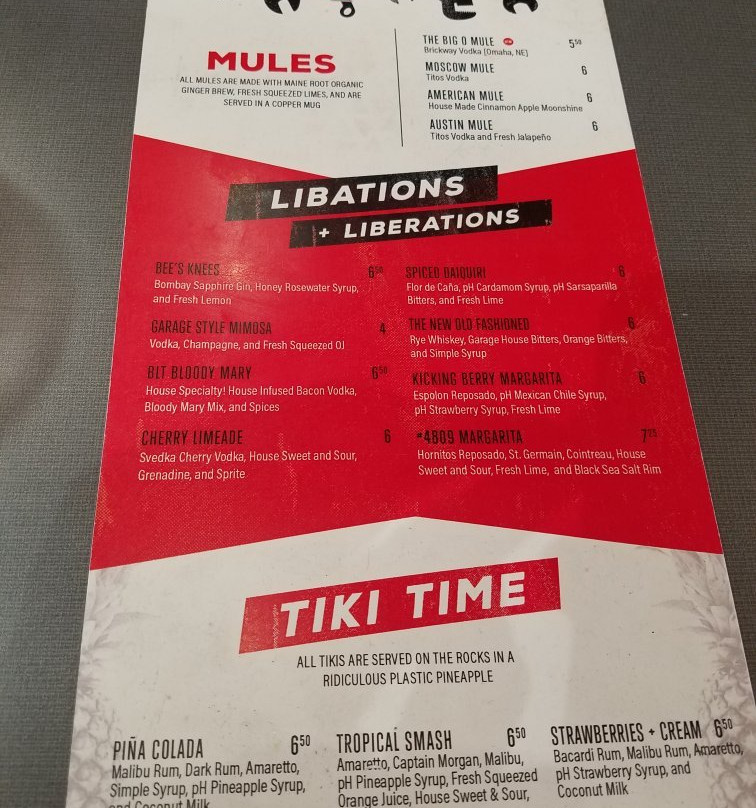 MULES
ALL MULES ARE MADE WITH MAINE ROOT ORGANIC
GINGER BREW, FRESH SQUEEZED LIMES, AND ARE
SERVED IN A COPPER MUG
THE BIG O MULE 5⁵⁰
Brickway Vodka (Omaha, NE)
MOSCOW MULE 6
Titos Vodka
AMERICAN MULE 6
House Made Cinnamon Apple Moonshine
AUSTIN MULE 6
Titos Vodka and Fresh Jalapeño
LIBATIONS
+ LIBERATIONS
BEE'S KNEES 6⁵⁰
Bombay Sapphire Gin, Honey Rosewater Syrup,
and Fresh Lemon
GARAGE STYLE MIMOSA 4
Vodka, Champagne, and Fresh Squeezed OJ
BLT BLOODY MARY 6⁵⁰
House Specialty! House Infused Bacon Vodka,
Bloody Mary Mix, and Spices
CHERRY LIMEADE 6
Svedka Cherry Vodka, House Sweet and Sour,
Grenadine, and Sprite
SPICED DAIQUIRI 6
Flor de Caña, pH Cardamom Syrup, pH Sarsaparilla
Bitters, and Fresh Lime
THE NEW OLD FASHIONED 6
Rye Whiskey, Garage House Bitters, Orange Bitters,
and Simple Syrup
KICKING BERRY MARGARITA 6
Espolon Reposado, pH Mexican Chile Syrup,
pH Strawberry Syrup, Fresh Lime
#4809 MARGARITA
Hornitos Reposado, St. Germain, Cointreau, House
Sweet and Sour, Fresh Lime, and Black Sea Salt Rim
TIKI TIME
ALL TIKIS ARE SERVED ON THE ROCKS IN A
RIDICULOUS PLASTIC PINEAPPLE
PIÑA COLADA 6⁵⁰
Malibu Rum, Dark Rum, Amaretto,
Simple Syrup, pH Pineapple Syrup,
and Coconut Milk
TROPICAL SMASH 6⁵⁰
Amaretto, Captain Morgan, Malibu,
pH Pineapple Syrup, Fresh Squeezed
Orange Juice, House Sweet & Sour,
STRAWBERRIES + CREAM 6⁵⁰
Bacardi Rum, Malibu Rum, Amaretto,
pH Strawberry Syrup, and
Coconut Milk